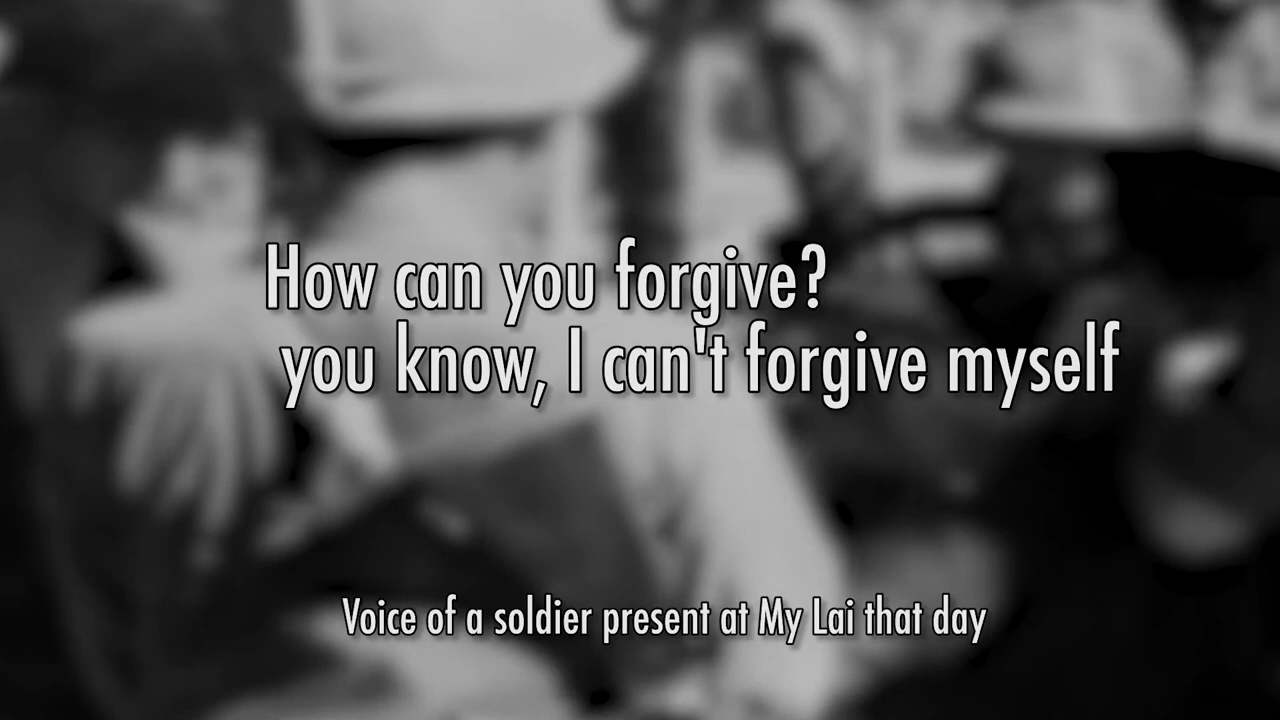 How can you forgive?
you know, I can't forgive myself
Voice of a soldier present at My Lai that day